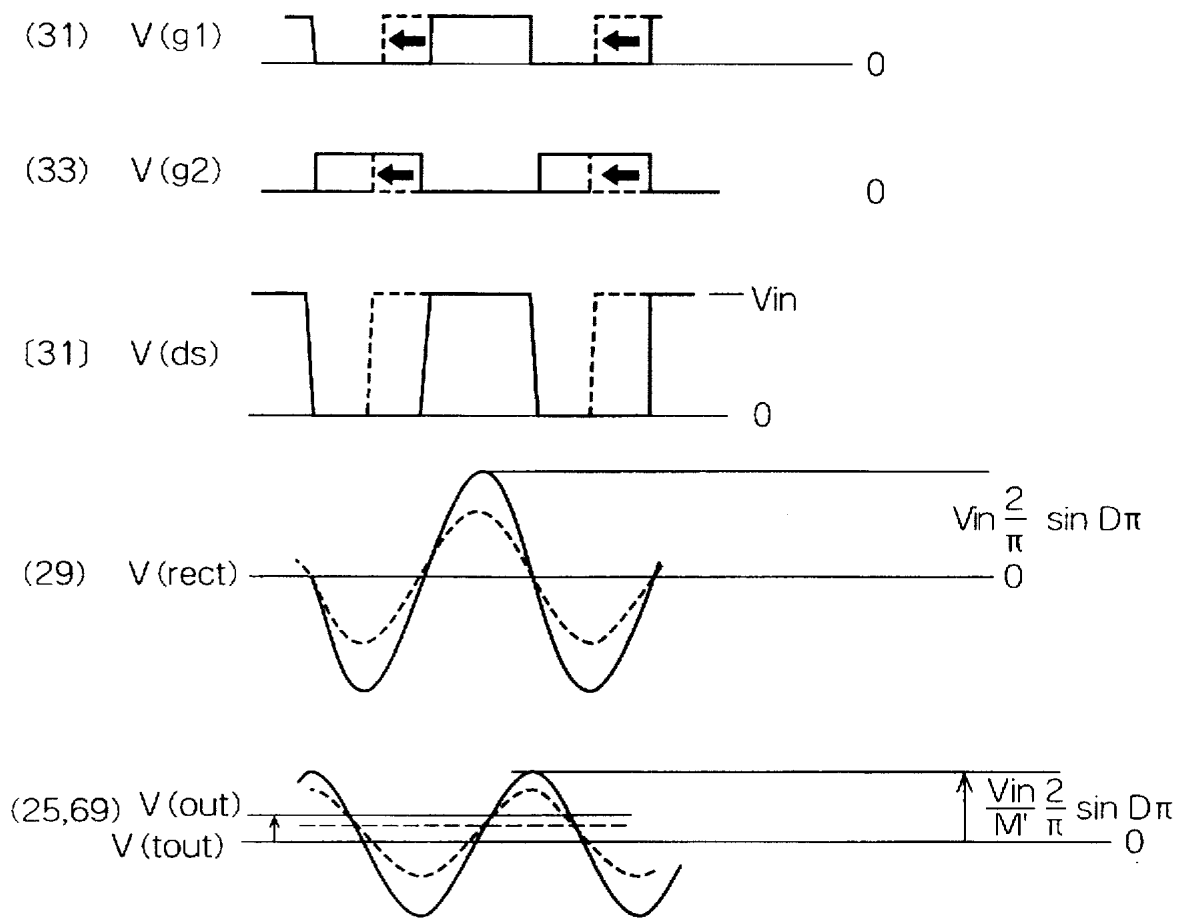 (31) V(g1) 0
(33) V(g2) 0
[31] V(ds) Vin
0
Vin 2/π sin Dπ
(29) V(rect) 0
(25,69) V(out) Vin/M' 2/π sin Dπ
V(tout) 0